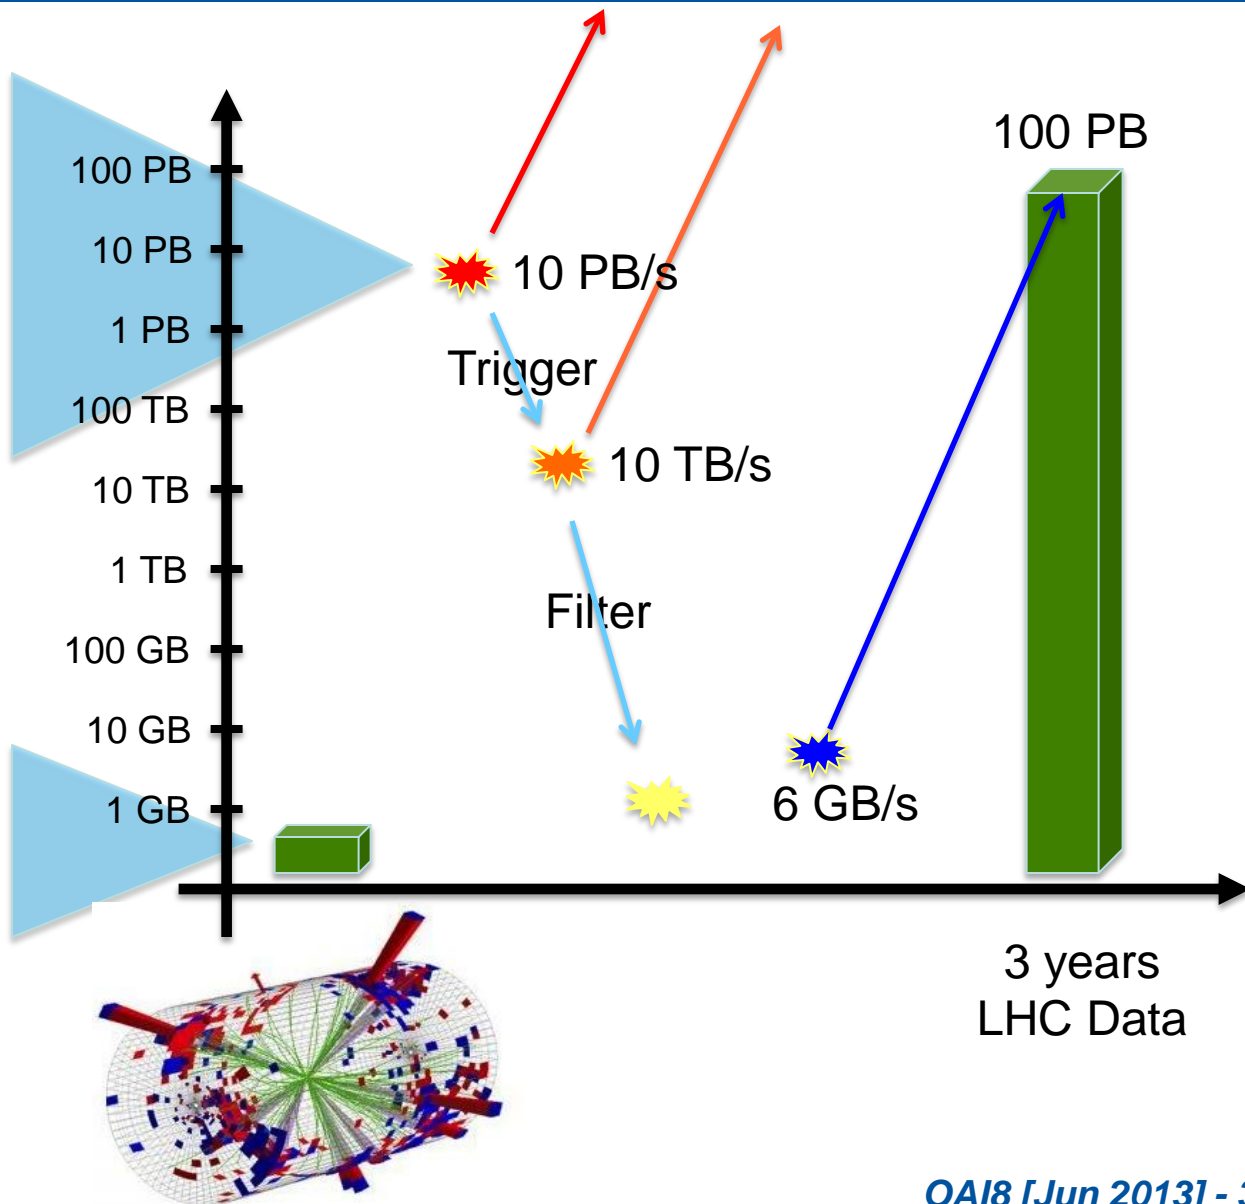 100 PB
100 PB
10 PB
10 PB/s
1 PB
Trigger
100 TB
10 TB/s
10 TB
1 TB
Filter
100 GB
10 GB
1 GB
6 GB/s
3 years
LHC Data
OAI8 [Jun 2013] - 3